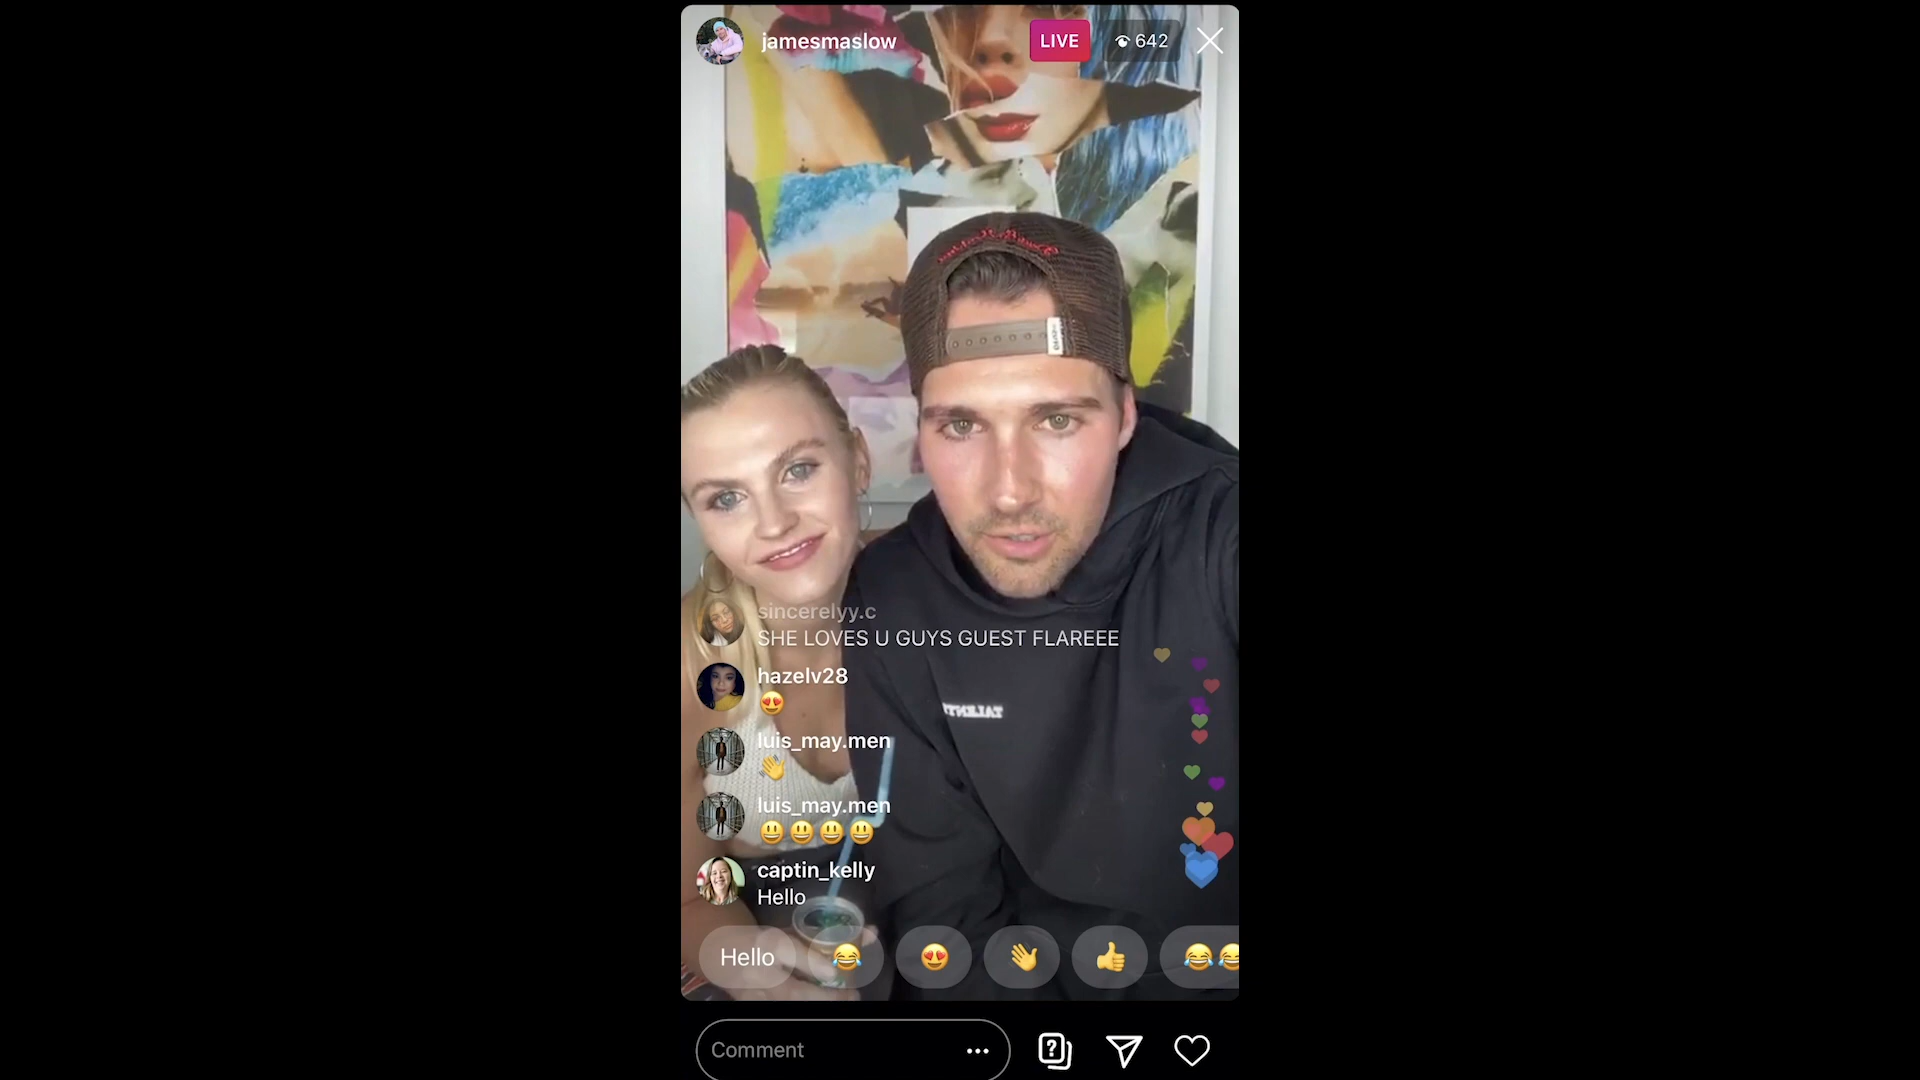 jamesmaslow
LIVE
642
sincerelyy.c
SHE LOVES U GUYS GUEST FLAREEE
hazelv28
😍
luis_may.men
👋
luis_may.men
😃😃😃😃
captin_kelly
Hello
Hello 😂 😍 👋 👍 😂😂
Comment